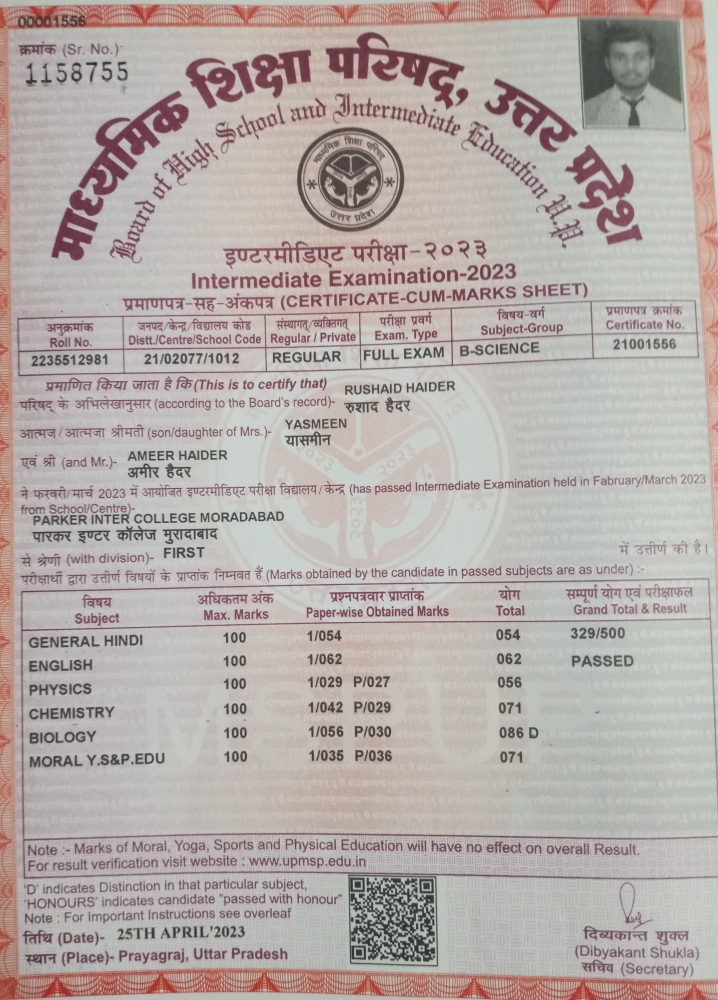 00001556
क्रमांक (Sr. No.)-
1158755
माध्यमिक शिक्षा परिषद्, उत्तर प्रदेश
Board of High School and Intermediate Education U.P.
माध्यमिक शिक्षा परिषद
उत्तर प्रदेश
इण्टरमीडिएट परीक्षा-२०२३
Intermediate Examination-2023
प्रमाणपत्र-सह-अंकपत्र (CERTIFICATE-CUM-MARKS SHEET)
अनुक्रमांक जनपद/केन्द्र/विद्यालय कोड संस्थागत/व्यक्तिगत परीक्षा प्रवर्ग विषय-वर्ग प्रमाणपत्र क्रमांक
Roll No. Distt./Centre/School Code Regular / Private Exam. Type Subject-Group Certificate No.
2235512981 21/02077/1012 REGULAR FULL EXAM B-SCIENCE 21001556
प्रमाणित किया जाता है कि (This is to certify that) RUSHAID HAIDER
परिषद् के अभिलेखानुसार (according to the Board's record)- रुशाद हैदर
YASMEEN
आत्मज/आत्मजा श्रीमती (son/daughter of Mrs.)- यासमीन
एवं श्री (and Mr.)- AMEER HAIDER
अमीर हैदर
ने फरवरी/मार्च 2023 में आयोजित इण्टरमीडिएट परीक्षा विद्यालय/केन्द्र (has passed Intermediate Examination held in Fabruary/March 2023
from School/Centre)-
PARKER INTER COLLEGE MORADABAD
पारकर इण्टर कॉलेज मुरादाबाद
से श्रेणी (with division)- FIRST में उत्तीर्ण की है।
परीक्षार्थी द्वारा उत्तीर्ण विषयों के प्राप्तांक निम्नवत हैं (Marks obtained by the candidate in passed subjects are as under) :-
विषय अधिकतम अंक प्रश्नपत्रवार प्राप्तांक योग सम्पूर्ण योग एवं परीक्षाफल
Subject Max. Marks Paper-wise Obtained Marks Total Grand Total & Result
GENERAL HINDI 100 1/054 054 329/500
ENGLISH 100 1/062 062 PASSED
PHYSICS 100 1/029 P/027 056
CHEMISTRY 100 1/042 P/029 071
BIOLOGY 100 1/056 P/030 086 D
MORAL Y.S&P.EDU 100 1/035 P/036 071
Note :- Marks of Moral, Yoga, Sports and Physical Education will have no effect on overall Result.
For result verification visit website : www.upmsp.edu.in
'D' indicates Distinction in that particular subject,
'HONOURS' indicates candidate "passed with honour"
Note : For Important Instructions see overleaf
तिथि (Date)- 25TH APRIL'2023
स्थान (Place)- Prayagraj, Uttar Pradesh
दिब्यकान्त शुक्ल
(Dibyakant Shukla)
सचिव (Secretary)